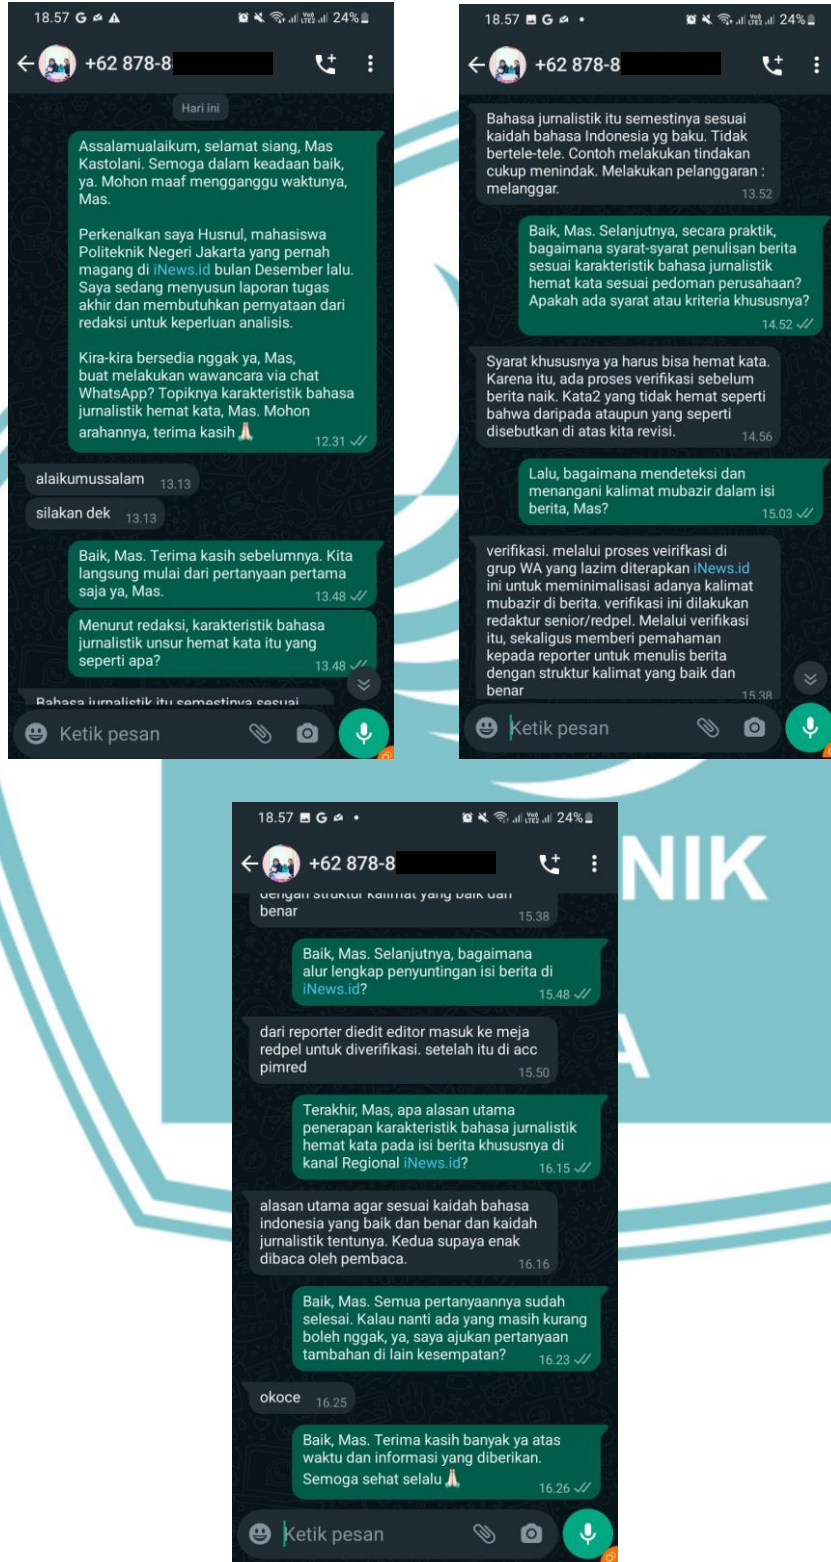 18.57 G
24%
+62 878-8
Hari ini
Assalamualaikum, selamat siang, Mas
Kastolani. Semoga dalam keadaan baik,
ya. Mohon maaf mengganggu waktunya,
Mas.
Perkenalkan saya Husnul, mahasiswa
Politeknik Negeri Jakarta yang pernah
magang di iNews.id bulan Desember lalu.
Saya sedang menyusun laporan tugas
akhir dan membutuhkan pernyataan dari
redaksi untuk keperluan analisis.
Kira-kira bersedia nggak ya, Mas,
buat melakukan wawancara via chat
WhatsApp? Topiknya karakteristik bahasa
jurnalistik hemat kata, Mas. Mohon
arahannya, terima kasih 🙏🏻
12.31
alaikumussalam 13.13
silakan dek 13.13
Baik, Mas. Terima kasih sebelumnya. Kita
langsung mulai dari pertanyaan pertama
saja ya, Mas. 13.48
Menurut redaksi, karakteristik bahasa
jurnalistik unsur hemat kata itu yang
seperti apa? 13.48
Bahasa jurnalistik itu semestinya sesuai
Ketik pesan
18.57 G
24%
+62 878-8
Bahasa jurnalistik itu semestinya sesuai
kaidah bahasa Indonesia yg baku. Tidak
bertele-tele. Contoh melakukan tindakan
cukup menindak. Melakukan pelanggaran :
melanggar. 13.52
Baik, Mas. Selanjutnya, secara praktik,
bagaimana syarat-syarat penulisan berita
sesuai karakteristik bahasa jurnalistik
hemat kata sesuai pedoman perusahaan?
Apakah ada syarat atau kriteria khususnya?
14.52
Syarat khususnya ya harus bisa hemat kata.
Karena itu, ada proses verifikasi sebelum
berita naik. Kata2 yang tidak hemat seperti
bahwa daripada ataupun yang seperti
disebutkan di atas kita revisi. 14.56
Lalu, bagaimana mendeteksi dan
menangani kalimat mubazir dalam isi
berita, Mas? 15.03
verifikasi. melalui proses veirifkasi di
grup WA yang lazim diterapkan iNews.id
ini untuk meminimalisasi adanya kalimat
mubazir di berita. verifikasi ini dilakukan
redaktur senior/redpel. Melalui verifikasi
itu, sekaligus memberi pemahaman
kepada reporter untuk menulis berita
dengan struktur kalimat yang baik dan
benar 15.38
Ketik pesan
18.57 G
24%
+62 878-8
dengan struktur kalimat yang baik dan
benar 15.38
Baik, Mas. Selanjutnya, bagaimana
alur lengkap penyuntingan isi berita di
iNews.id? 15.48
dari reporter diedit editor masuk ke meja
redpel untuk diverifikasi. setelah itu di acc
pimred 15.50
Terakhir, Mas, apa alasan utama
penerapan karakteristik bahasa jurnalistik
hemat kata pada isi berita khususnya di
kanal Regional iNews.id? 16.15
alasan utama agar sesuai kaidah bahasa
indonesia yang baik dan benar dan kaidah
jurnalistik tentunya. Kedua supaya enak
dibaca oleh pembaca. 16.16
Baik, Mas. Semua pertanyaannya sudah
selesai. Kalau nanti ada yang masih kurang
boleh nggak, ya, saya ajukan pertanyaan
tambahan di lain kesempatan? 16.23
okoce 16.25
Baik, Mas. Terima kasih banyak ya atas
waktu dan informasi yang diberikan.
Semoga sehat selalu 🙏🏻 16.26
Ketik pesan
NIK
A